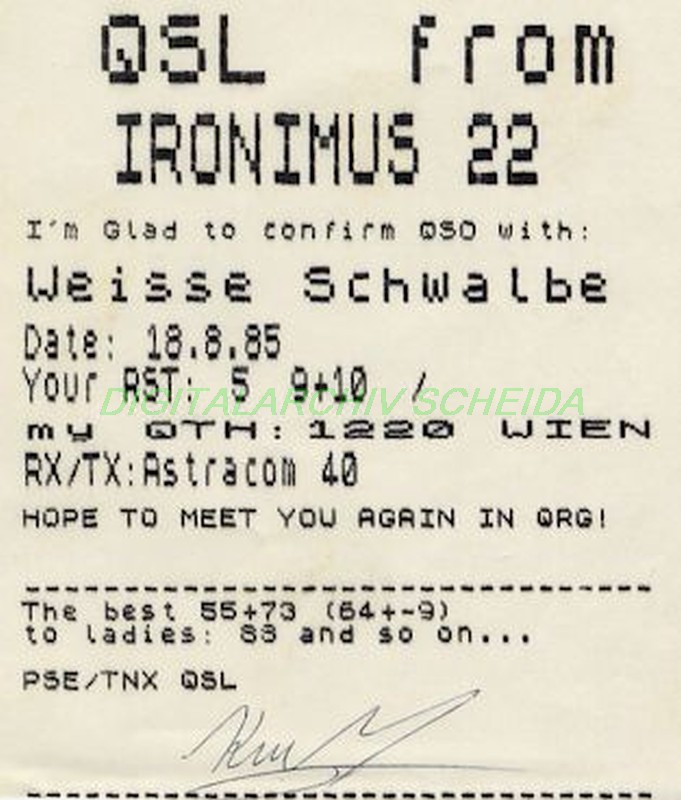 QSL from
IRONIMUS 22
I'm Glad to confirm QSO with:
Weisse Schwalbe
Date: 18.8.85
Your RST: 5 9+10 /
DIGITALARCHIV SCHEIDA
my QTH: 1220 WIEN
RX/TX:Astracom 40
HOPE TO MEET YOU AGAIN IN QRG!
The best 55+73 (64+-9)
to ladies: 88 and so on...
PSE/TNX QSL